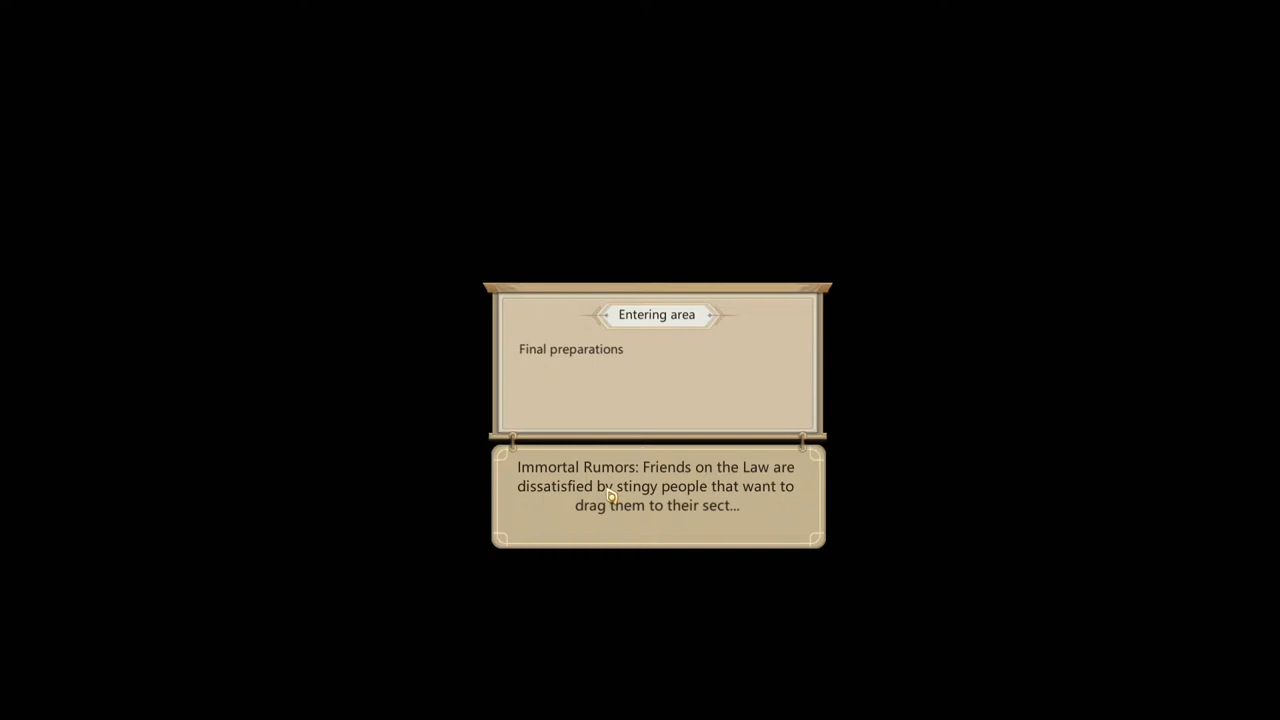 Entering area
Final preparations
Immortal Rumors: Friends on the Law are
dissatisfied by stingy people that want to
drag them to their sect...